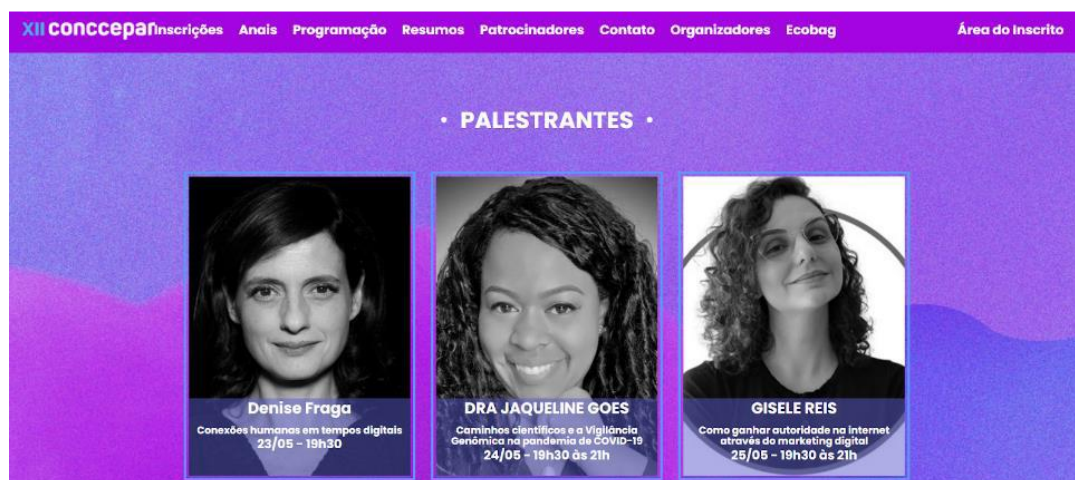 XII conccepar Inscrições Anais Programação Resumos Patrocinadores Contato Organizadores Ecobag Área do Inscrito
• PALESTRANTES •
Denise Fraga
Conexões humanas em tempos digitais
23/05 - 19h30
DRA JAQUELINE GOES
Caminhos científicos e a Vigilância
Genômica na pandemia de COVID-19
24/05 - 19h30 às 21h
GISELE REIS
Como ganhar autoridade na internet
através do marketing digital
25/05 - 19h30 às 21h